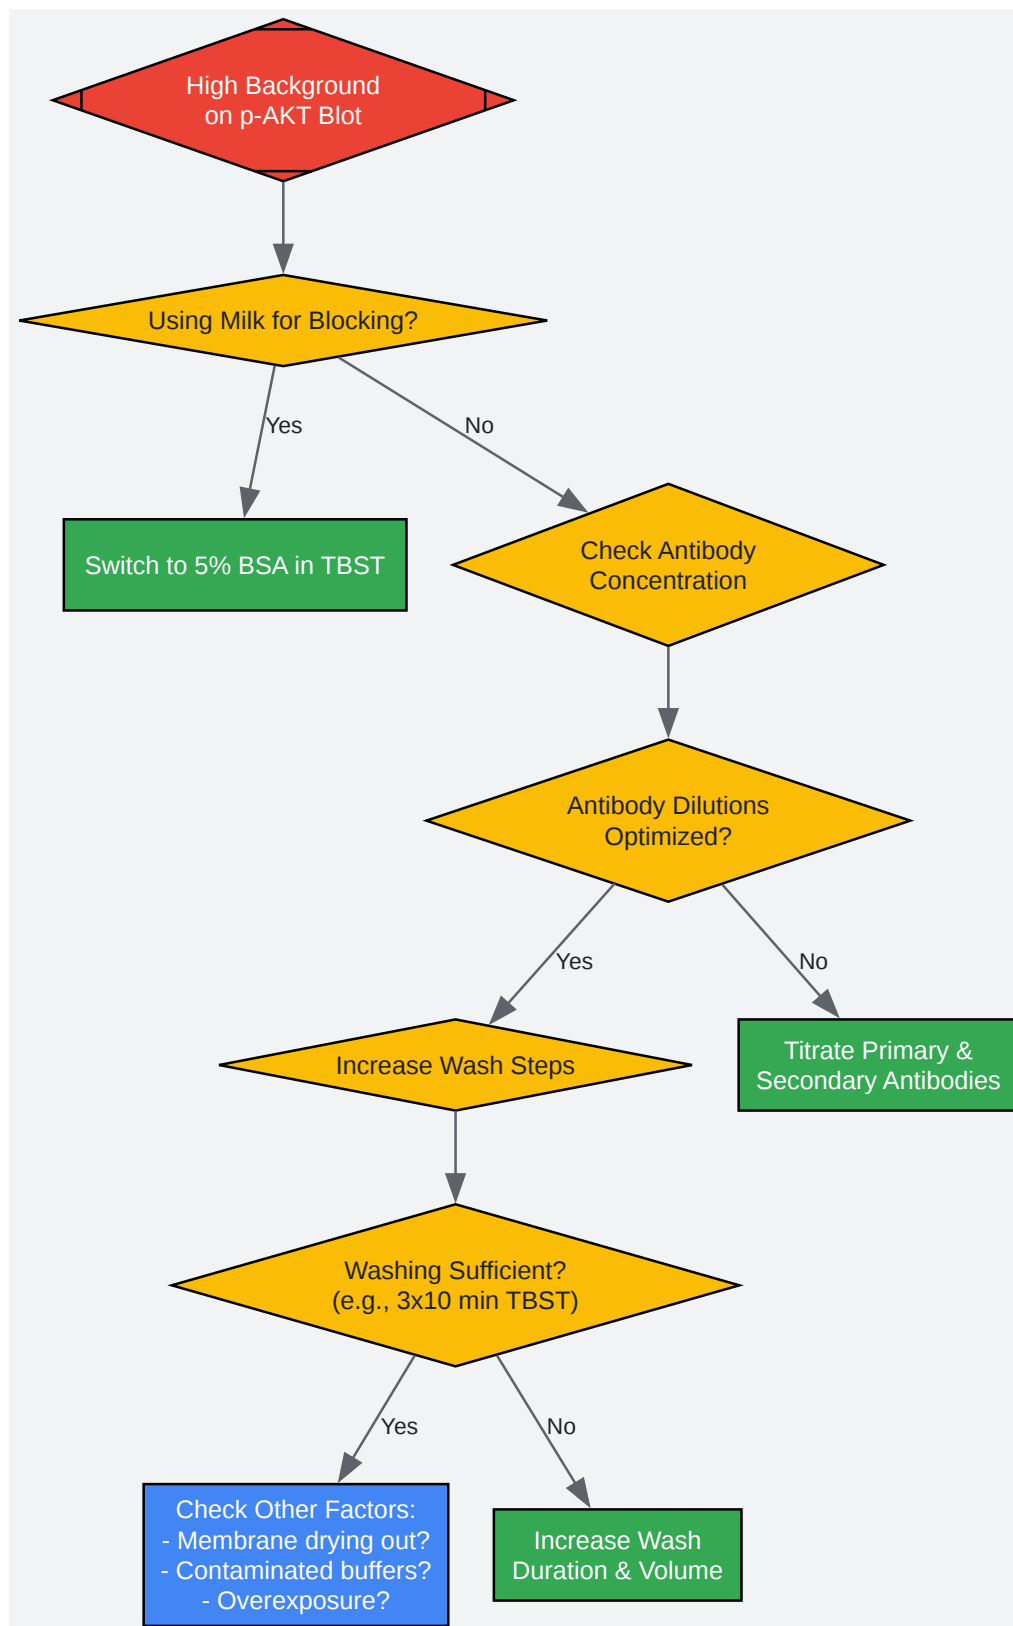 High Background
on p-AKT Blot
Using Milk for Blocking?
Yes
No
Switch to 5% BSA in TBST
Check Antibody
Concentration
Antibody Dilutions
Optimized?
Yes
No
Increase Wash Steps
Titrate Primary &
Secondary Antibodies
Washing Sufficient?
(e.g., 3x10 min TBST)
Yes
No
Check Other Factors:
- Membrane drying out?
- Contaminated buffers?
- Overexposure?
Increase Wash
Duration & Volume